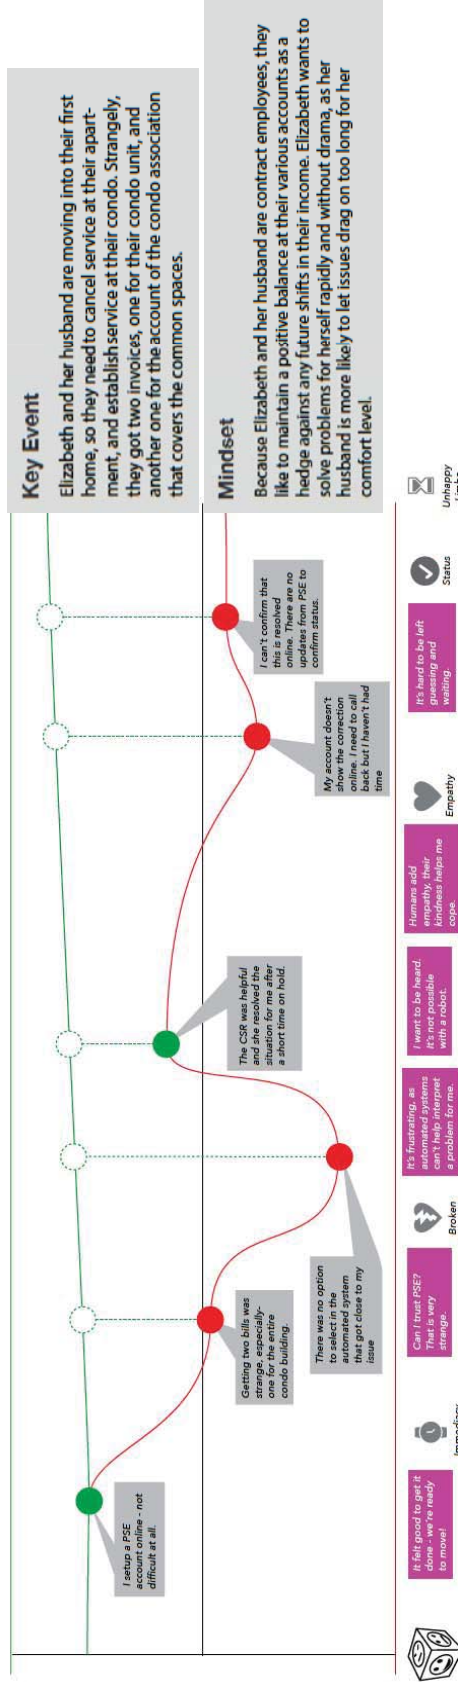 Key Event
Elizabeth and her husband are moving into their first
home, so they need to cancel service at their apart-
ment, and establish service at their condo. Strangely,
they got two invoices, one for their condo unit, and
another one for the account of the condo association
that covers the common spaces.
Mindset
Because Elizabeth and her husband are contract employees, they
like to maintain a positive balance at their various accounts as a
hedge against any future shifts in their income. Elizabeth wants to
solve problems for herself rapidly and without drama, as her
husband is more likely to let issues drag on too long for her
comfort level.
I setup a PSE
account online - not
difficult at all.
Getting two bills was
strange, especially-
one for the entire
condo building.
There was no option
to select in the
automated system
that got close to my
issue
The CSR was helpful
and she resolved the
situation for me after
a short time on hold.
My account doesn't
show the correction
online. I need to call
back but I haven't had
time
I can't confirm that
this is resolved
online. There are no
updates from PSE to
confirm status.
It felt good to get it
done - we're ready
to move!
Immediacy
Can I trust PSE?
That is very
strange.
Broken
It's frustrating, as
automated systems
can't help interpret
a problem for me.
I want to be heard.
It's not possible
with a robot.
Humans add
empathy, their
kindness helps me
cope.
Empathy
It's hard to be left
guessing and
waiting.
Status
Unhappy